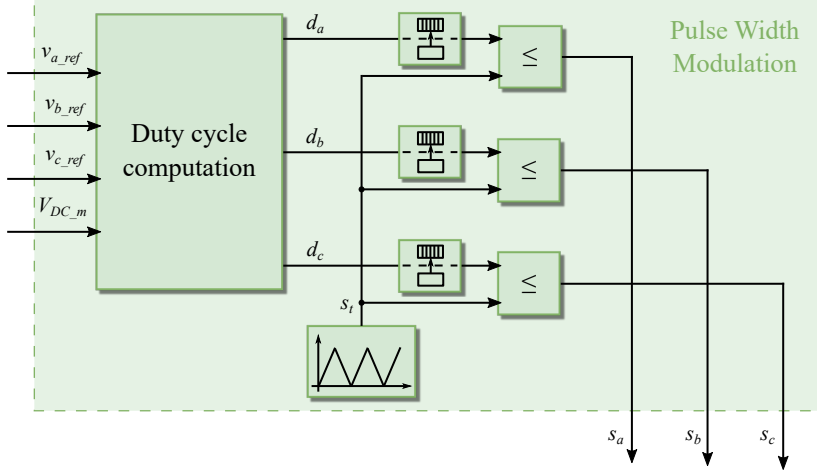 Pulse Width
Modulation
v_a_ref
v_b_ref
v_c_ref
V_DC_m
Duty cycle
computation
d_a
d_b
d_c
s_t
≤
≤
≤
s_a
s_b
s_c